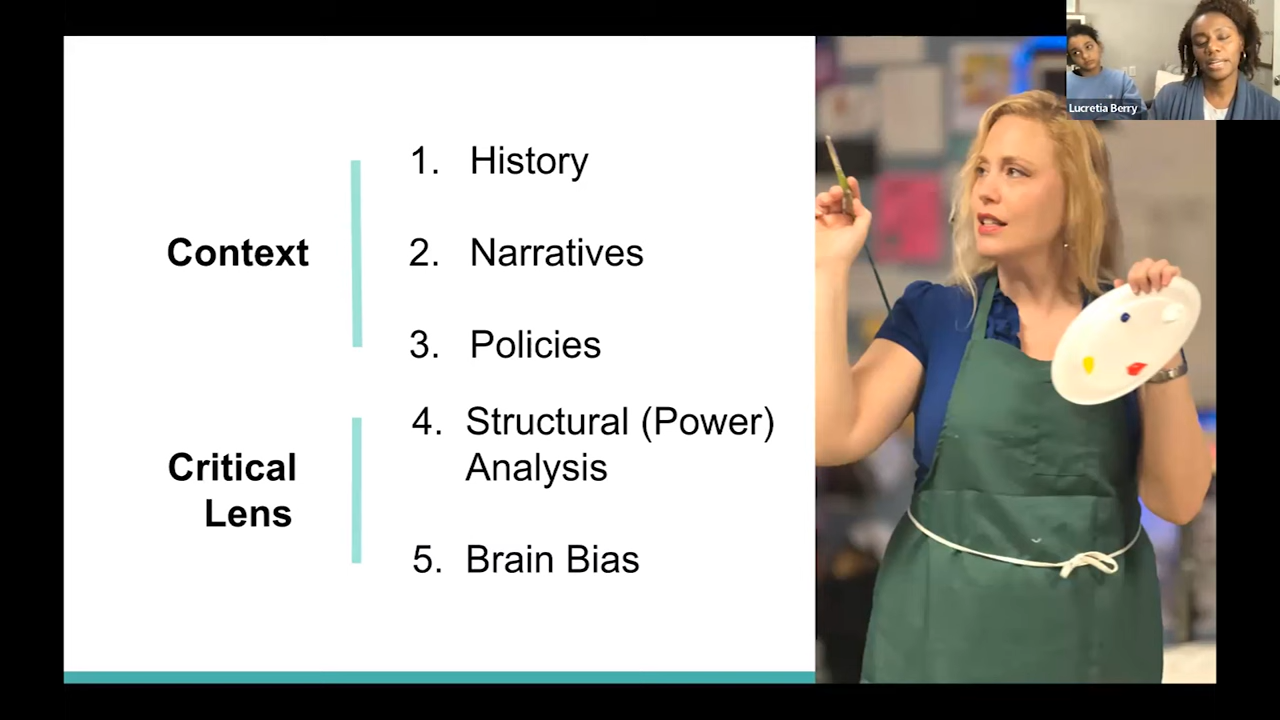 Context
1. History
2. Narratives
3. Policies
Critical
Lens
4. Structural (Power)
Analysis
5. Brain Bias
Lucretia Berry